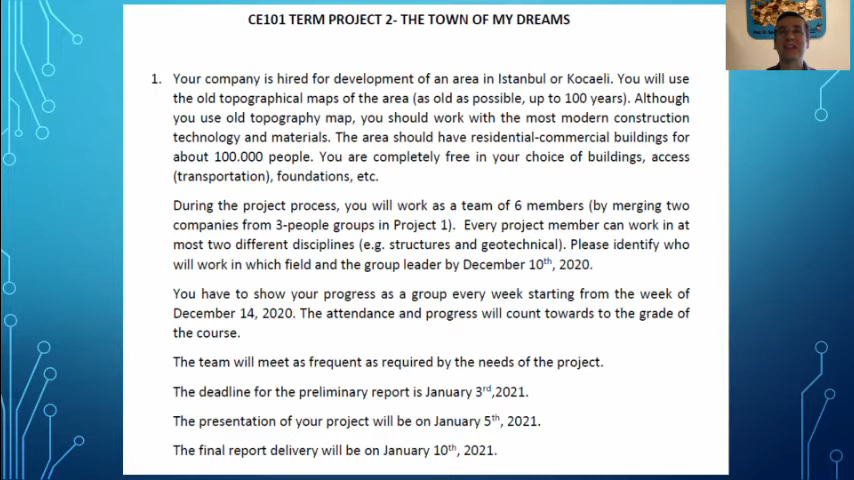 CE101 TERM PROJECT 2- THE TOWN OF MY DREAMS
1. Your company is hired for development of an area in Istanbul or Kocaeli. You will use
the old topographical maps of the area (as old as possible, up to 100 years). Although
you use old topography map, you should work with the most modern construction
technology and materials. The area should have residential-commercial buildings for
about 100.000 people. You are completely free in your choice of buildings, access
(transportation), foundations, etc.
During the project process, you will work as a team of 6 members (by merging two
companies from 3-people groups in Project 1). Every project member can work in at
most two different disciplines (e.g. structures and geotechnical). Please identify who
will work in which field and the group leader by December 10th, 2020.
You have to show your progress as a group every week starting from the week of
December 14, 2020. The attendance and progress will count towards to the grade of
the course.
The team will meet as frequent as required by the needs of the project.
The deadline for the preliminary report is January 3rd,2021.
The presentation of your project will be on January 5th, 2021.
The final report delivery will be on January 10th, 2021.